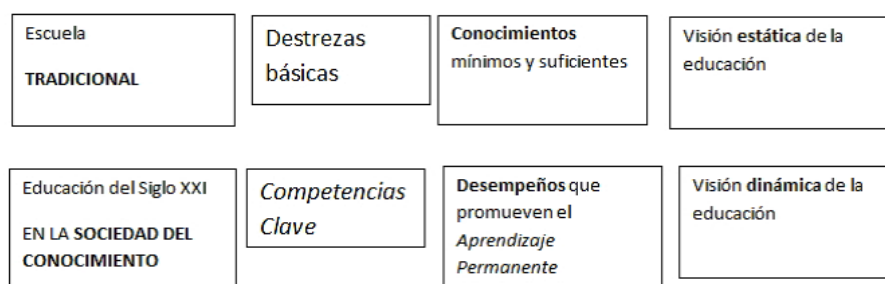 Escuela
TRADICIONAL
Destrezas
básicas
Conocimientos
mínimos y suficientes
Visión estática de la
educación
Educación del Siglo XXI
EN LA SOCIEDAD DEL
CONOCIMIENTO
Competencias
Clave
Desempeños que
promueven el
Aprendizaje
Permanente
Visión dinámica de la
educación